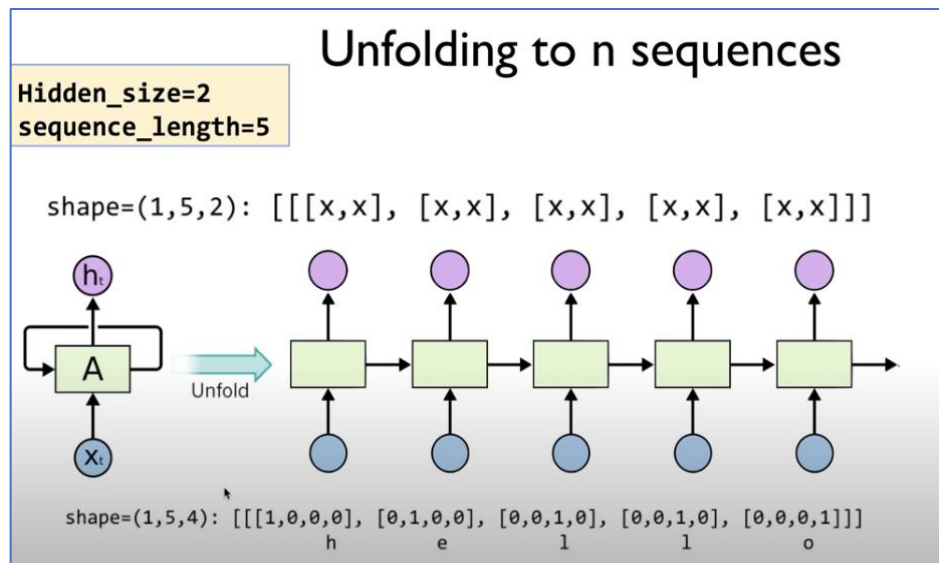 Unfolding to n sequences
Hidden_size=2
sequence_length=5
shape=(1,5,2): [[[x,x], [x,x], [x,x], [x,x], [x,x]]]
hₜ
A
Unfold
Xₜ
shape=(1,5,4): [[[1,0,0,0], [0,1,0,0], [0,0,1,0], [0,0,1,0], [0,0,0,1]]]
h e l l o